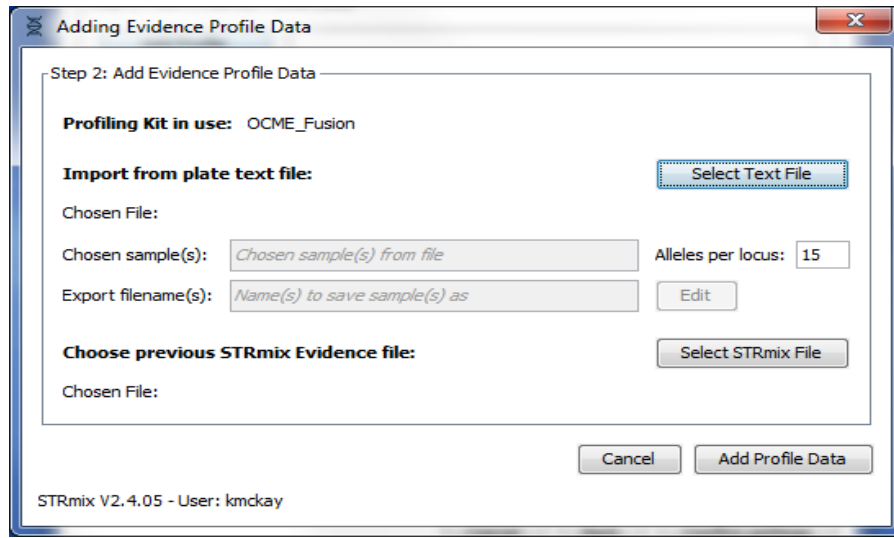 Adding Evidence Profile Data
Step 2: Add Evidence Profile Data
Profiling Kit in use: OCME_Fusion
Import from plate text file: Select Text File
Chosen File:
Chosen sample(s): Chosen sample(s) from file Alleles per locus: 15
Export filename(s): Name(s) to save sample(s) as Edit
Choose previous STRmix Evidence file: Select STRmix File
Chosen File:
Cancel Add Profile Data
STRmix V2.4.05 - User: kmckay